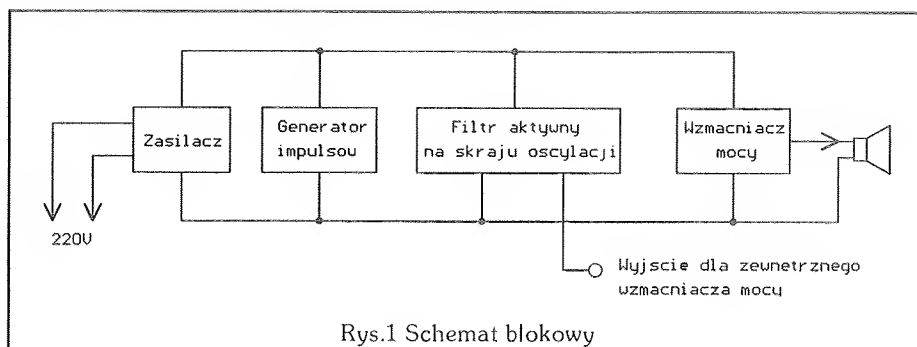 Zasilacz
Generator
impulsow
Filtr aktywny
na skraju oscylacji
Wzmacniacz
mocy
220V
Wyjscie dla zewnetrznego
wzmacniacza mocy
Rys.1 Schemat blokowy